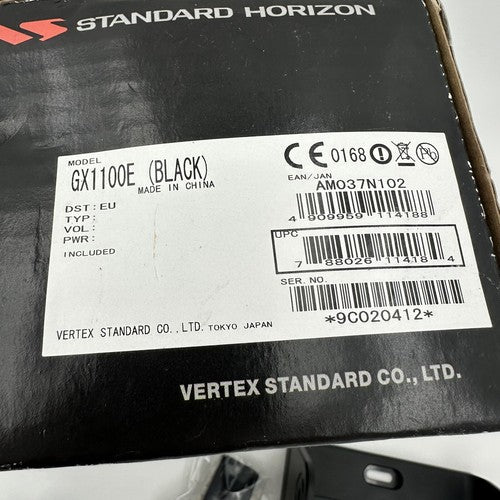 STANDARD HORIZON
MODEL
GX1100E (BLACK)
MADE IN CHINA
CE0168
DST:EU
TYP:
VOL:
PWR:
INCLUDED
EAN/JAN
AM037N102
4 909959 114188
UPC
7 88026 11418 4
SER. NO.
*9C020412*
VERTEX STANDARD CO.,LTD. TOKYO JAPAN
VERTEX STANDARD CO., LTD.